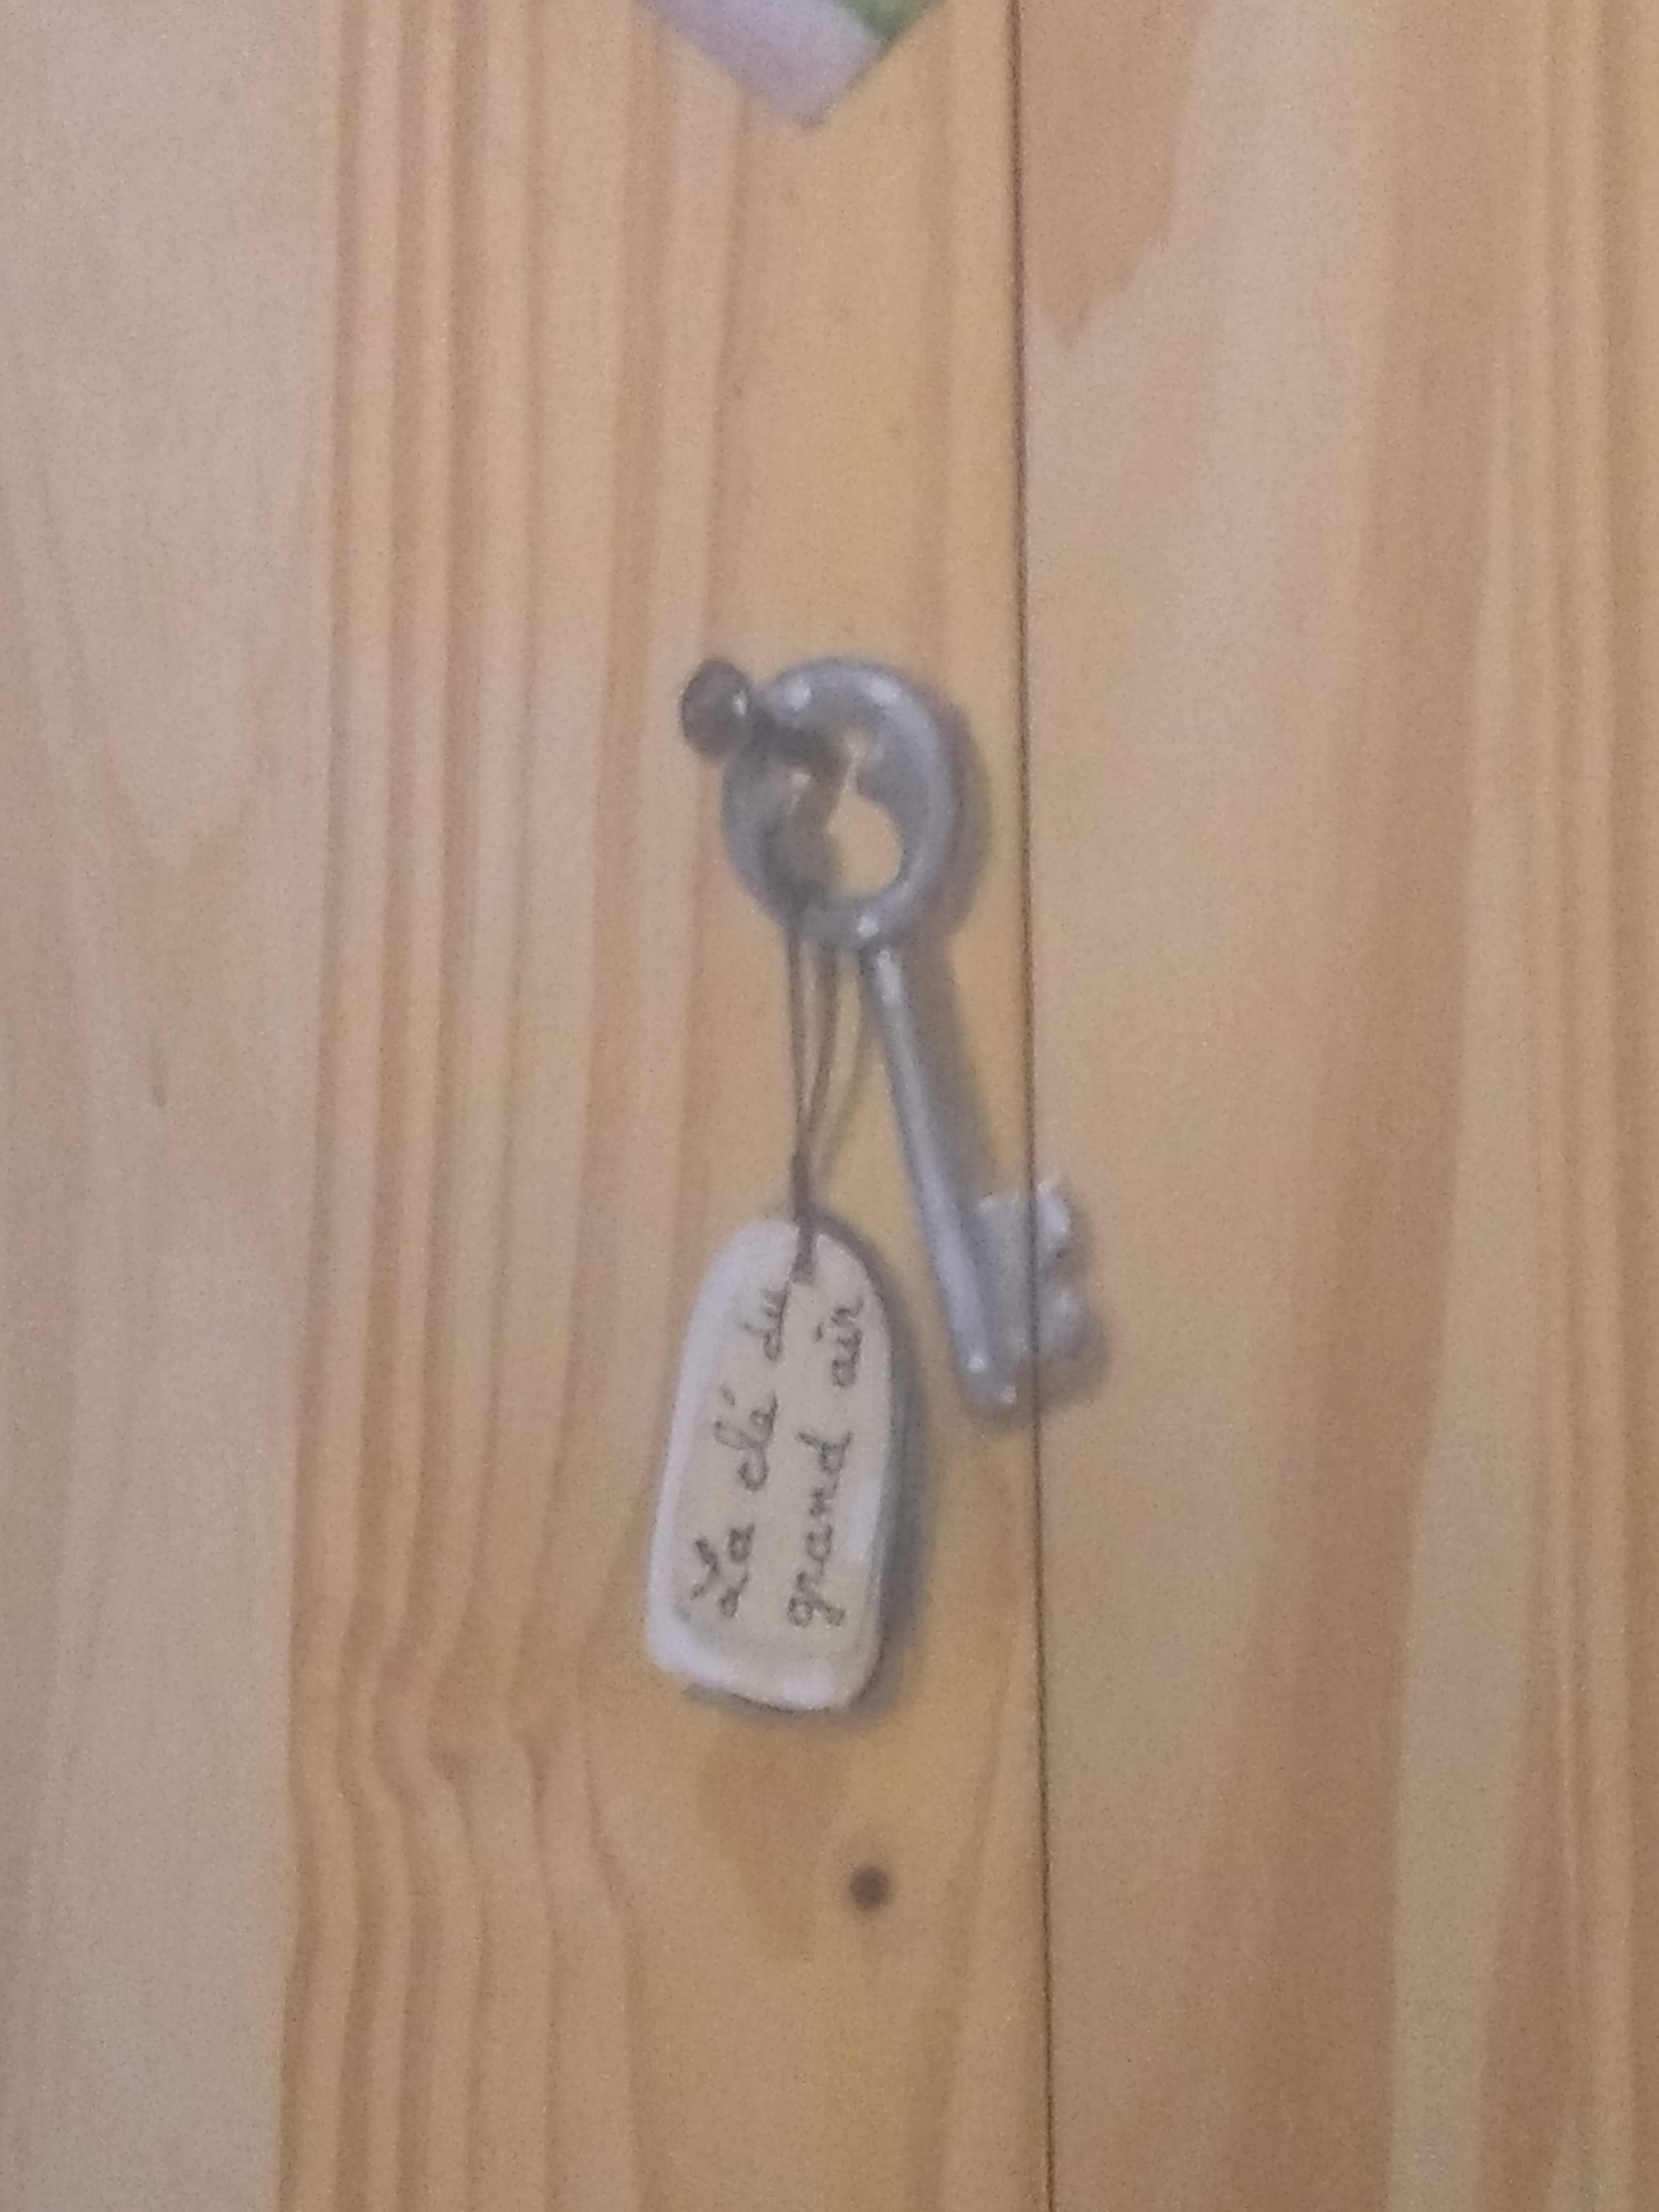 La clé du
grand air